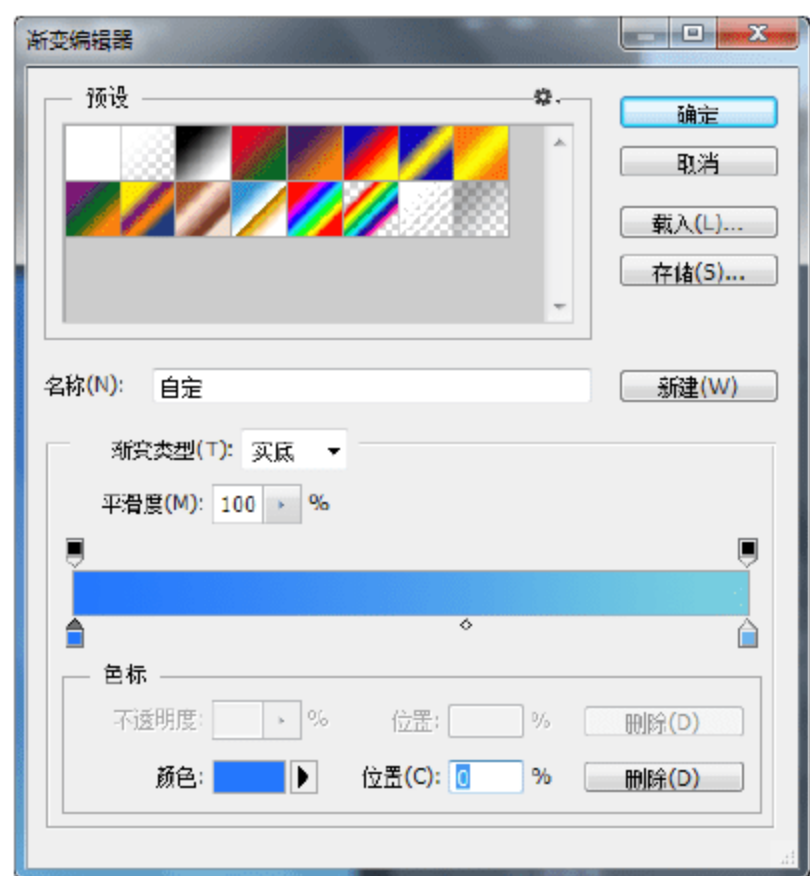 渐变编辑器
预设
确定
取消
载入(L)...
存储(S)...
名称(N): 自定
新建(W)
渐变类型(T): 实底
平滑度(M): 100 %
色标
不透明度: % 位置: % 删除(D)
颜色: 位置(C): 0 % 删除(D)